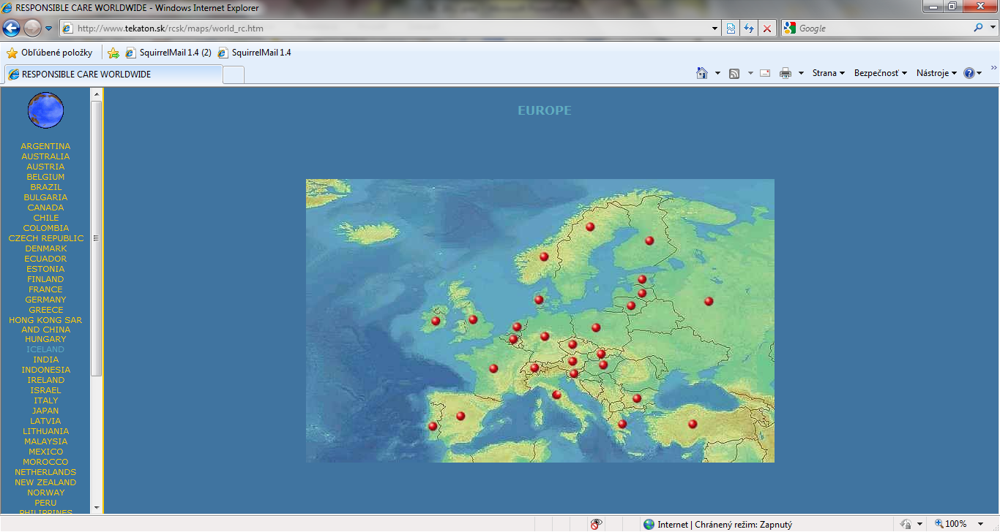 RESPONSIBLE CARE WORLDWIDE - Windows Internet Explorer
http://www.tekaton.sk/rcsk/maps/world_rc.htm
Google
Obľúbené položky
SquirrelMail 1.4 (2)
SquirrelMail 1.4
RESPONSIBLE CARE WORLDWIDE
Strana
Bezpečnosť
Nástroje
EUROPE
ARGENTINA
AUSTRALIA
AUSTRIA
BELGIUM
BRAZIL
BULGARIA
CANADA
CHILE
COLOMBIA
CZECH REPUBLIC
DENMARK
ECUADOR
ESTONIA
FINLAND
FRANCE
GERMANY
GREECE
HONG KONG SAR
AND CHINA
HUNGARY
ICELAND
INDIA
INDONESIA
IRELAND
ISRAEL
ITALY
JAPAN
LATVIA
LITHUANIA
MALAYSIA
MEXICO
MOROCCO
NETHERLANDS
NEW ZEALAND
NORWAY
PERU
PHILIPPINES
Internet | Chránený režim: Zapnutý
100%